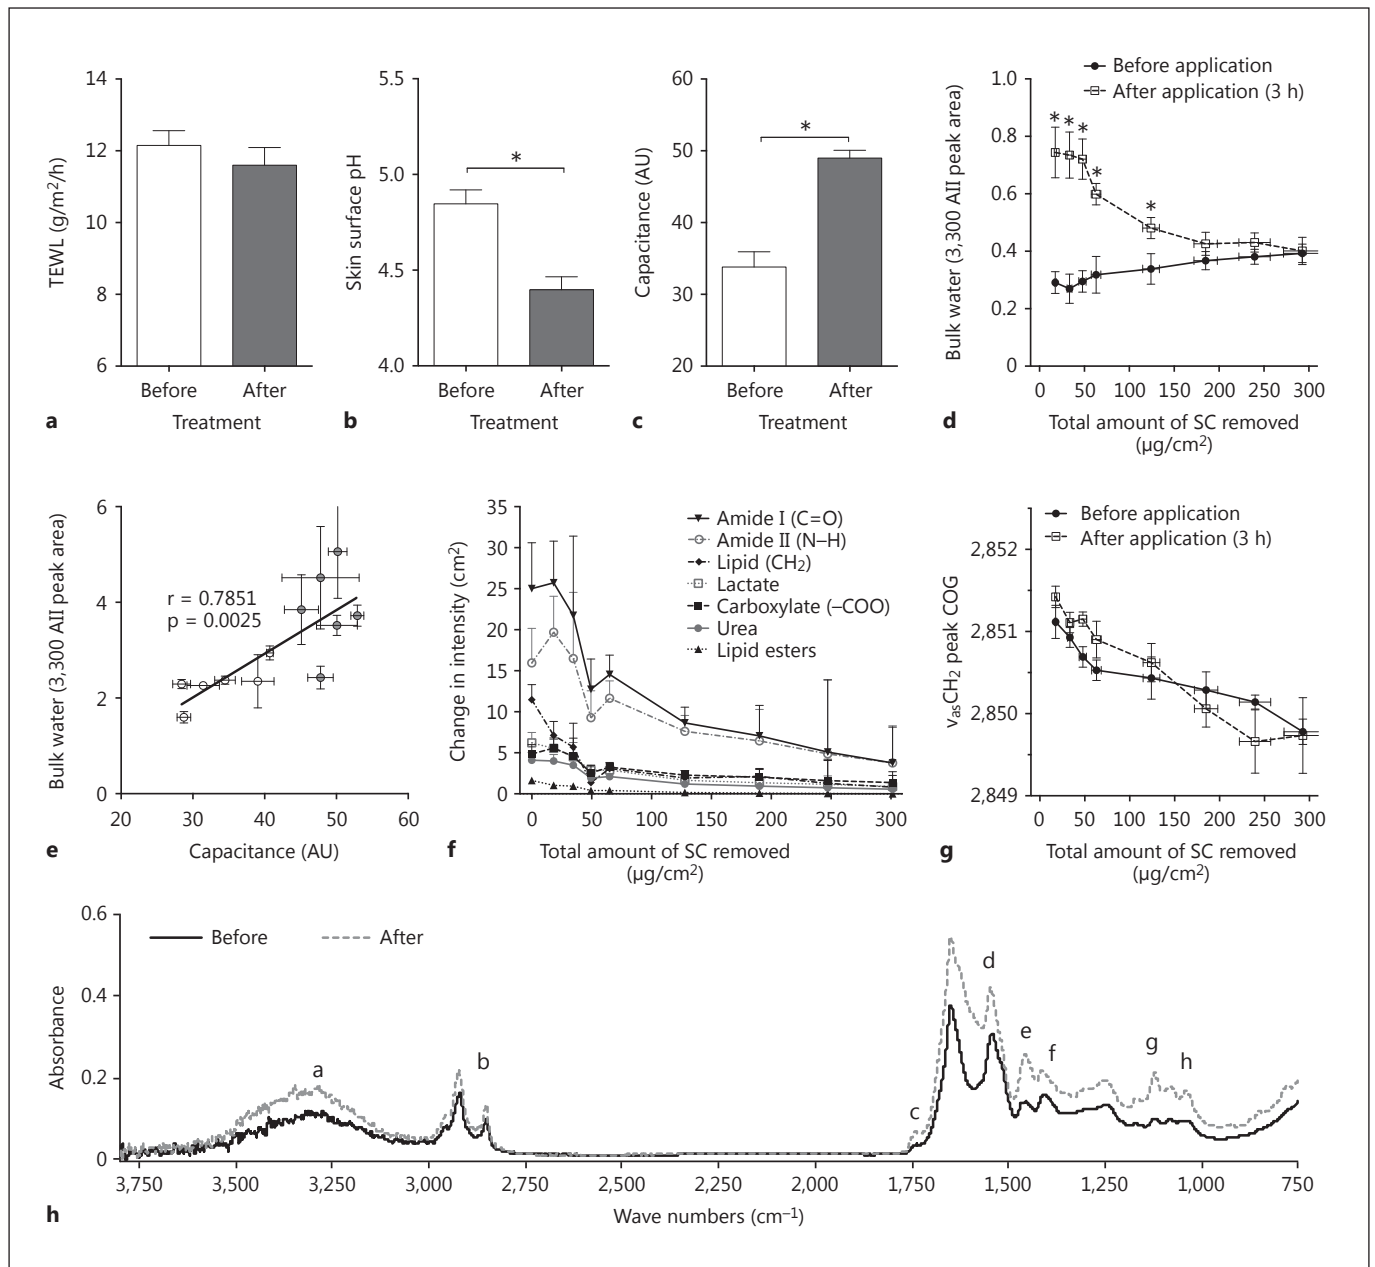 14
12
10
8
6
TEWL (g/m²/h)
Before
After
Treatment
a
5.5
5.0
4.5
4.0
Skin surface pH
*
Before
After
Treatment
b
60
50
40
30
20
Capacitance (AU)
*
Before
After
Treatment
c
Before application
After application (3 h)
1.0
0.8
0.6
0.4
0.2
0
Bulk water (3,300 AII peak area)
* * * * *
0 50 100 150 200 250 300
Total amount of SC removed
(µg/cm²)
d
6
4
2
0
Bulk water (3,300 AII peak area)
r = 0.7851
p = 0.0025
20 30 40 50 60
Capacitance (AU)
e
35
30
25
20
15
10
5
0
Change in intensity (cm²)
Amide I (C=O)
Amide II (N–H)
Lipid (CH₂)
Lactate
Carboxylate (–COO)
Urea
Lipid esters
0 50 100 150 200 250 300
Total amount of SC removed
(µg/cm²)
f
Before application
After application (3 h)
2,852
2,851
2,850
2,849
vasCH₂ peak COG
0 50 100 150 200 250 300
Total amount of SC removed
(µg/cm²)
g
0.6
0.4
0.2
0
Absorbance
Before
After
a
b
c
d
e
f
g
h
3,750 3,500 3,250 3,000 2,750 2,500 2,250 2,000 1,750 1,500 1,250 1,000 750
Wave numbers (cm⁻¹)
h